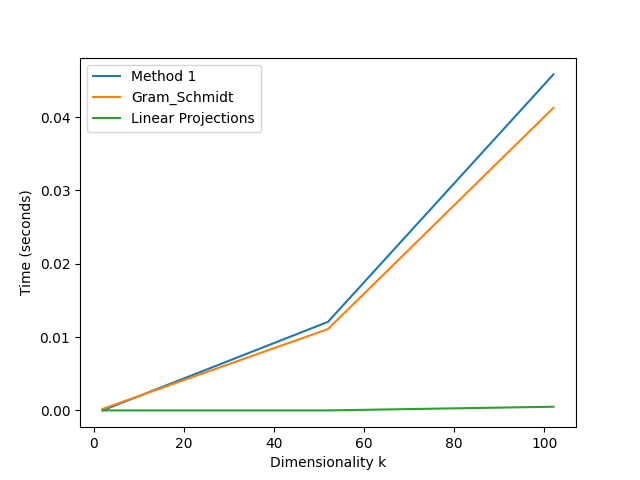 Method 1
Gram_Schmidt
Linear Projections
0.04
0.03
0.02
0.01
0.00
Time (seconds)
0 20 40 60 80 100
Dimensionality k